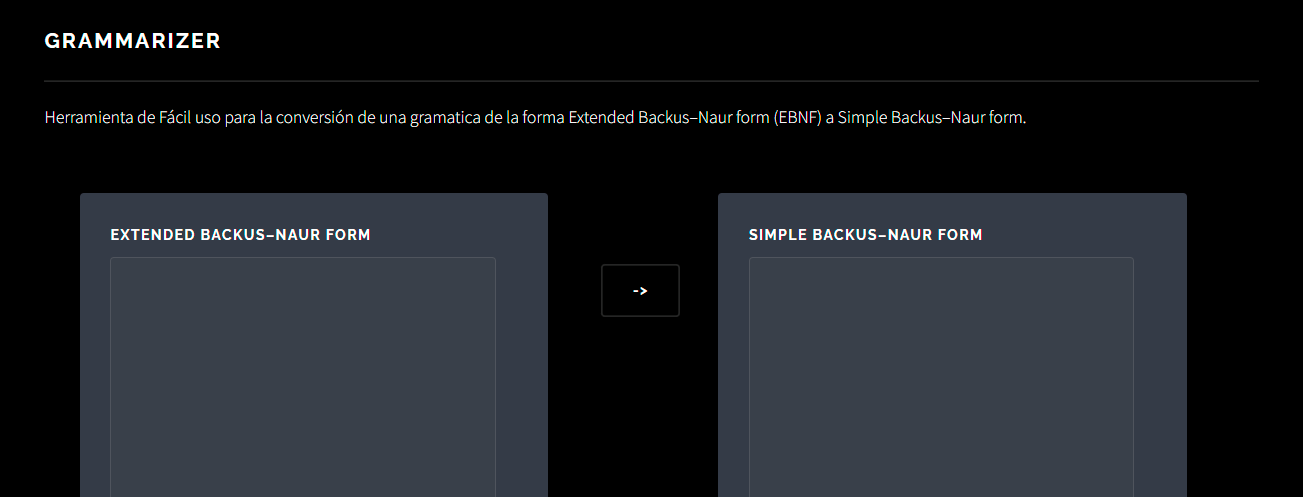 GRAMMARIZER
Herramienta de Fácil uso para la conversión de una gramatica de la forma Extended Backus–Naur form (EBNF) a Simple Backus–Naur form.
EXTENDED BACKUS–NAUR FORM
->
SIMPLE BACKUS–NAUR FORM